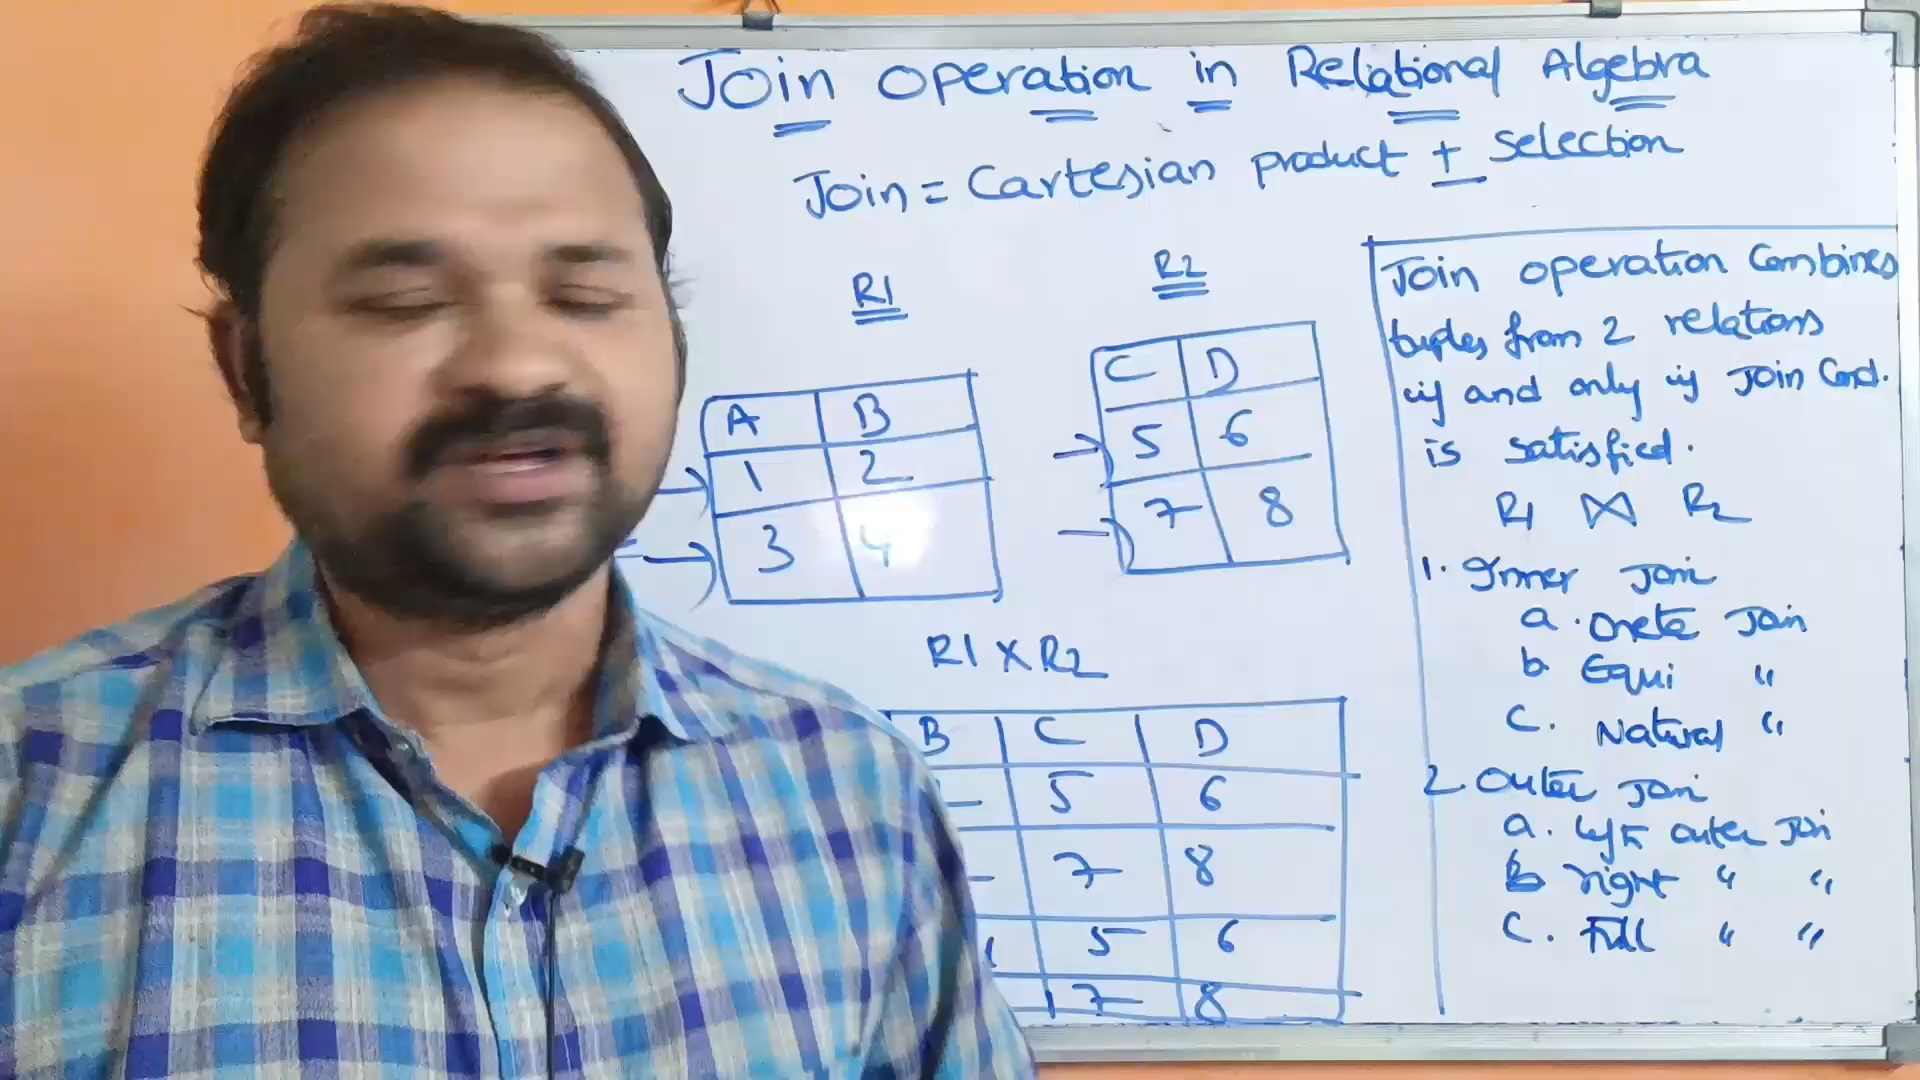 Join operation in Relational Algebra
Join = Cartesian product + selection
R1
R2
A B
1 2
3 4
C D
5 6
7 8
R1 X R2
B C D
5 6
7 8
5 6
7 8
Join operation Combines
tuples from 2 relations
if and only if Join Cond.
is satisfied.
R1 ⋈ R2
1. Inner Join
a. Join
b Equi "
C. Natural "
2. Outer Join
a. left outer Join
b right " "
C. Full " "